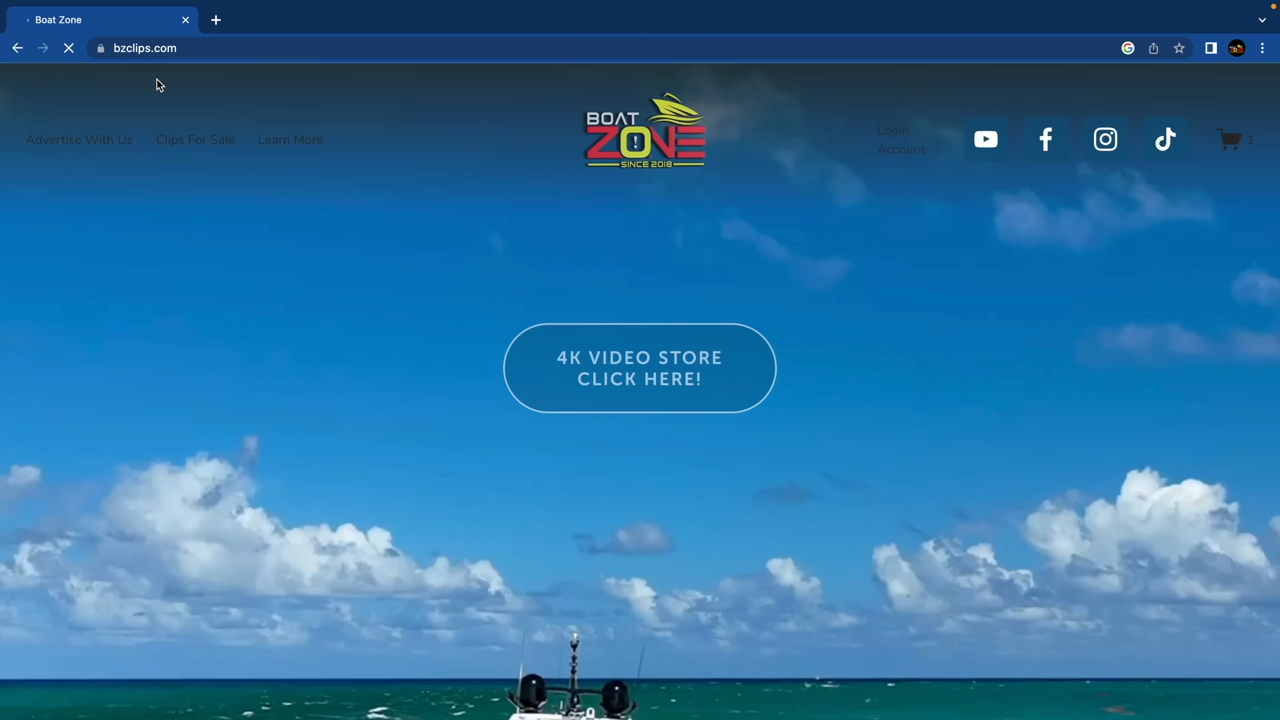 Boat Zone
bzclips.com
Advertise With Us
Clips For Sale
Learn More
BOAT
ZONE
SINCE 2018
Login
Account
1
4K VIDEO STORE
CLICK HERE!